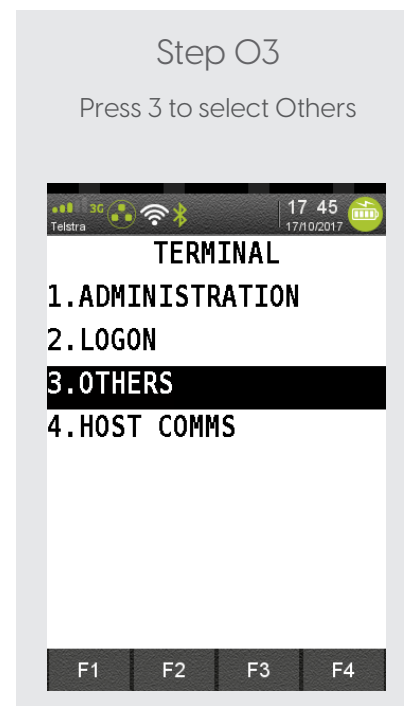 Step 03
Press 3 to select Others
3G
17 45
Telstra
17/10/2017
TERMINAL
1.ADMINISTRATION
2.LOGON
3.OTHERS
4.HOST COMMS
F1 F2 F3 F4